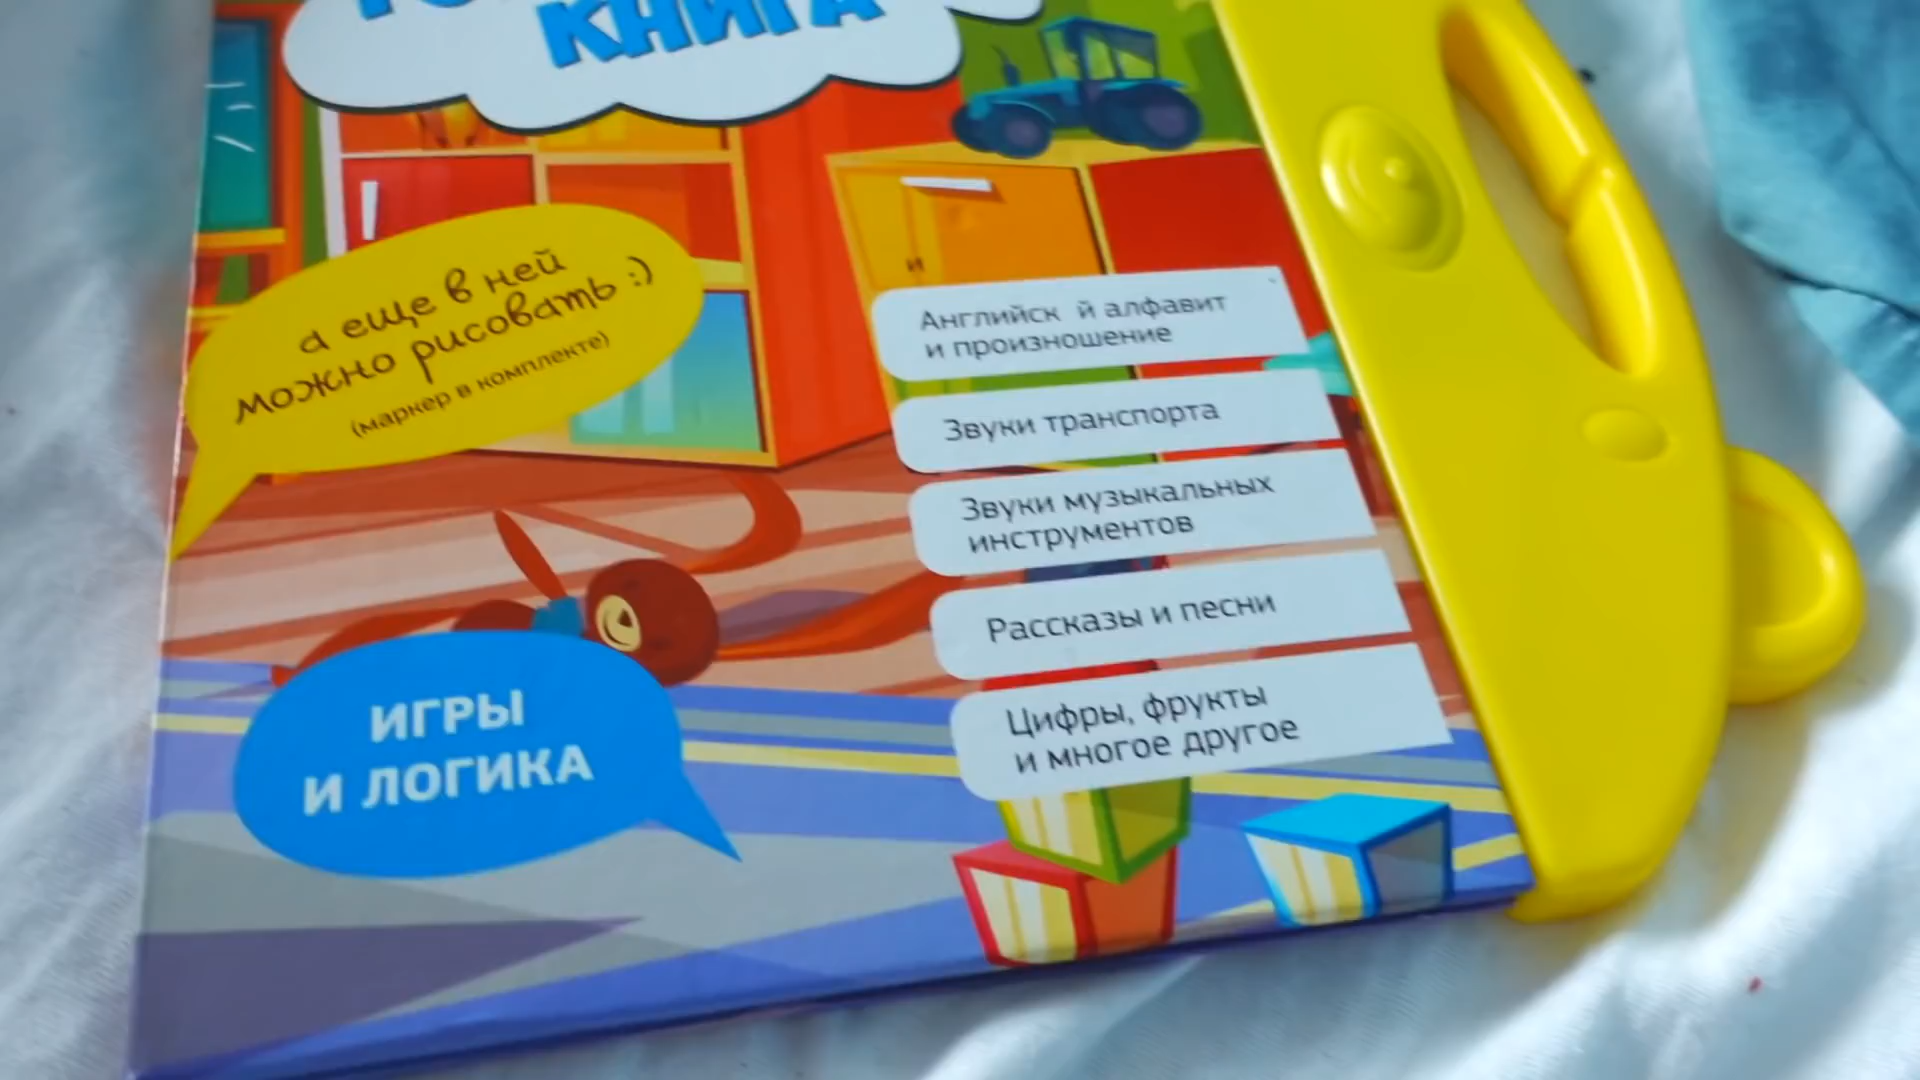 КНИГА
а еще в ней
можно рисовать :)
(маркер в комплекте)
Английск й алфавит
и произношение
Звуки транспорта
Звуки музыкальных
инструментов
Рассказы и песни
Цифры, фрукты
и многое другое
ИГРЫ
И ЛОГИКА